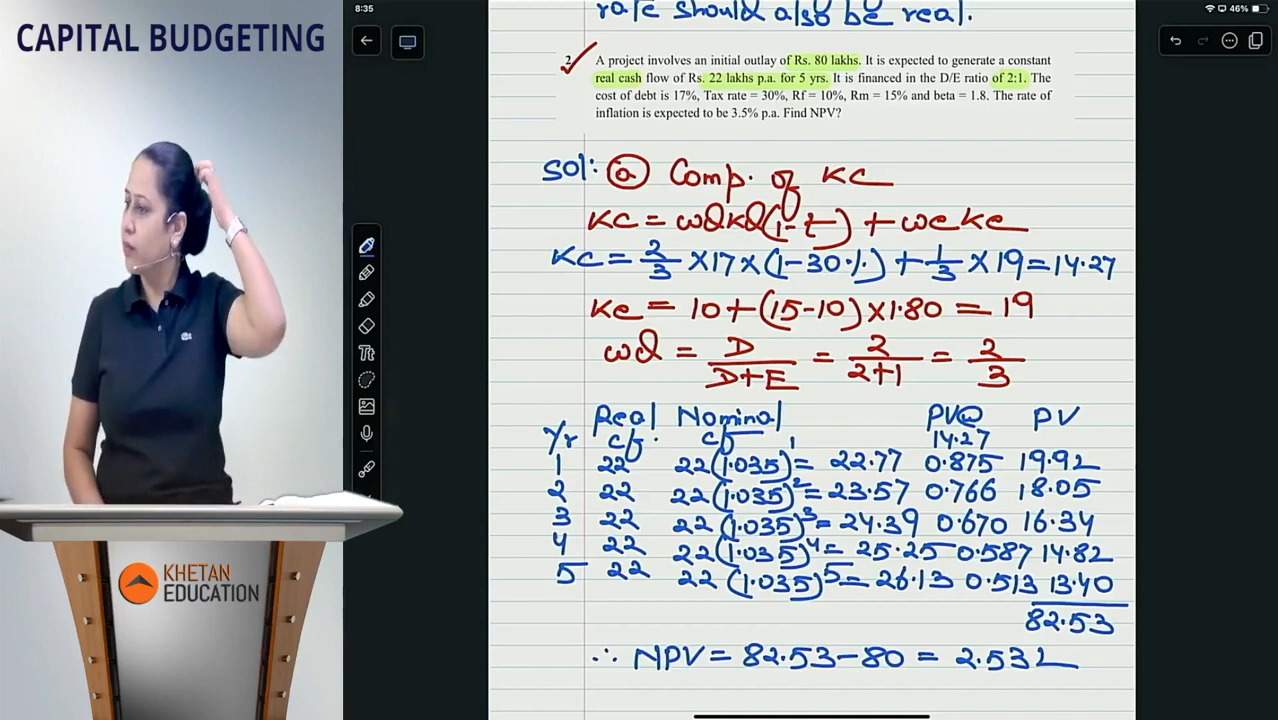 CAPITAL BUDGETING
8:35
46%
rate should also be real.
2. A project involves an initial outlay of Rs. 80 lakhs. It is expected to generate a constant
real cash flow of Rs. 22 lakhs p.a. for 5 yrs. It is financed in the D/E ratio of 2:1. The
cost of debt is 17%, Tax rate = 30%, Rf = 10%, Rm = 15% and beta = 1.8. The rate of
inflation is expected to be 3.5% p.a. Find NPV?
Sol: (a) Comp. of KC
KC = wdkd(1-t) + weke
KC = 2/3 × 17 × (1-30%) + 1/3 × 19 = 14.27
Ke = 10+(15-10)×1.80 = 19
wd = D/D+E = 2/2+1 = 2/3
Yr Real cf. Nominal cf PV@ 14.27 PV
1 22 22(1.035)^1 = 22.77 0.875 19.92
2 22 22(1.035)^2 = 23.57 0.766 18.05
3 22 22(1.035)^3 = 24.39 0.670 16.34
4 22 22(1.035)^4 = 25.25 0.587 14.82
5 22 22(1.035)^5 = 26.13 0.513 13.40
82.53
∴ NPV = 82.53-80 = 2.53L
Tt
KHETAN
EDUCATION